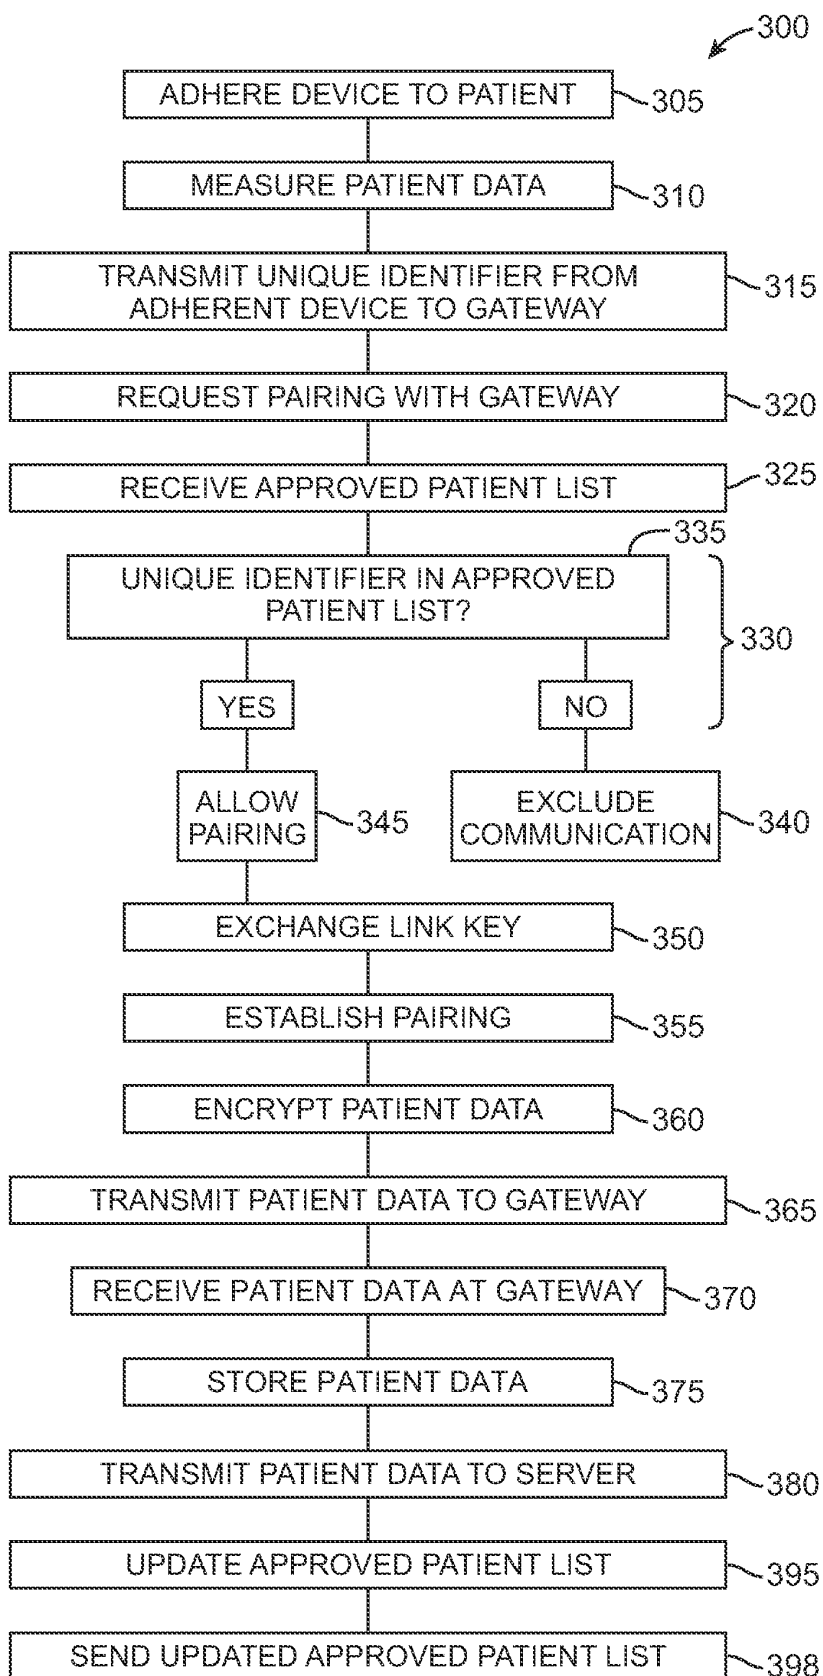 300
ADHERE DEVICE TO PATIENT
305
MEASURE PATIENT DATA
310
TRANSMIT UNIQUE IDENTIFIER FROM
ADHERENT DEVICE TO GATEWAY
315
REQUEST PAIRING WITH GATEWAY
320
RECEIVE APPROVED PATIENT LIST
325
335
UNIQUE IDENTIFIER IN APPROVED
PATIENT LIST?
330
YES
NO
ALLOW
PAIRING
345
EXCLUDE
COMMUNICATION
340
EXCHANGE LINK KEY
350
ESTABLISH PAIRING
355
ENCRYPT PATIENT DATA
360
TRANSMIT PATIENT DATA TO GATEWAY
365
RECEIVE PATIENT DATA AT GATEWAY
370
STORE PATIENT DATA
375
TRANSMIT PATIENT DATA TO SERVER
380
UPDATE APPROVED PATIENT LIST
395
SEND UPDATED APPROVED PATIENT LIST
398